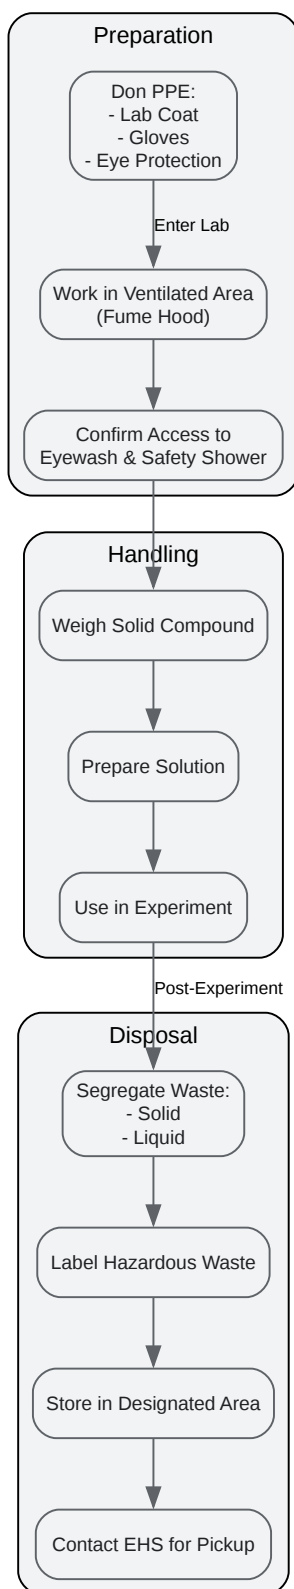 Preparation
Don PPE:
- Lab Coat
- Gloves
- Eye Protection
Enter Lab
Work in Ventilated Area
(Fume Hood)
Confirm Access to
Eyewash & Safety Shower
Handling
Weigh Solid Compound
Prepare Solution
Use in Experiment
Post-Experiment
Disposal
Segregate Waste:
- Solid
- Liquid
Label Hazardous Waste
Store in Designated Area
Contact EHS for Pickup